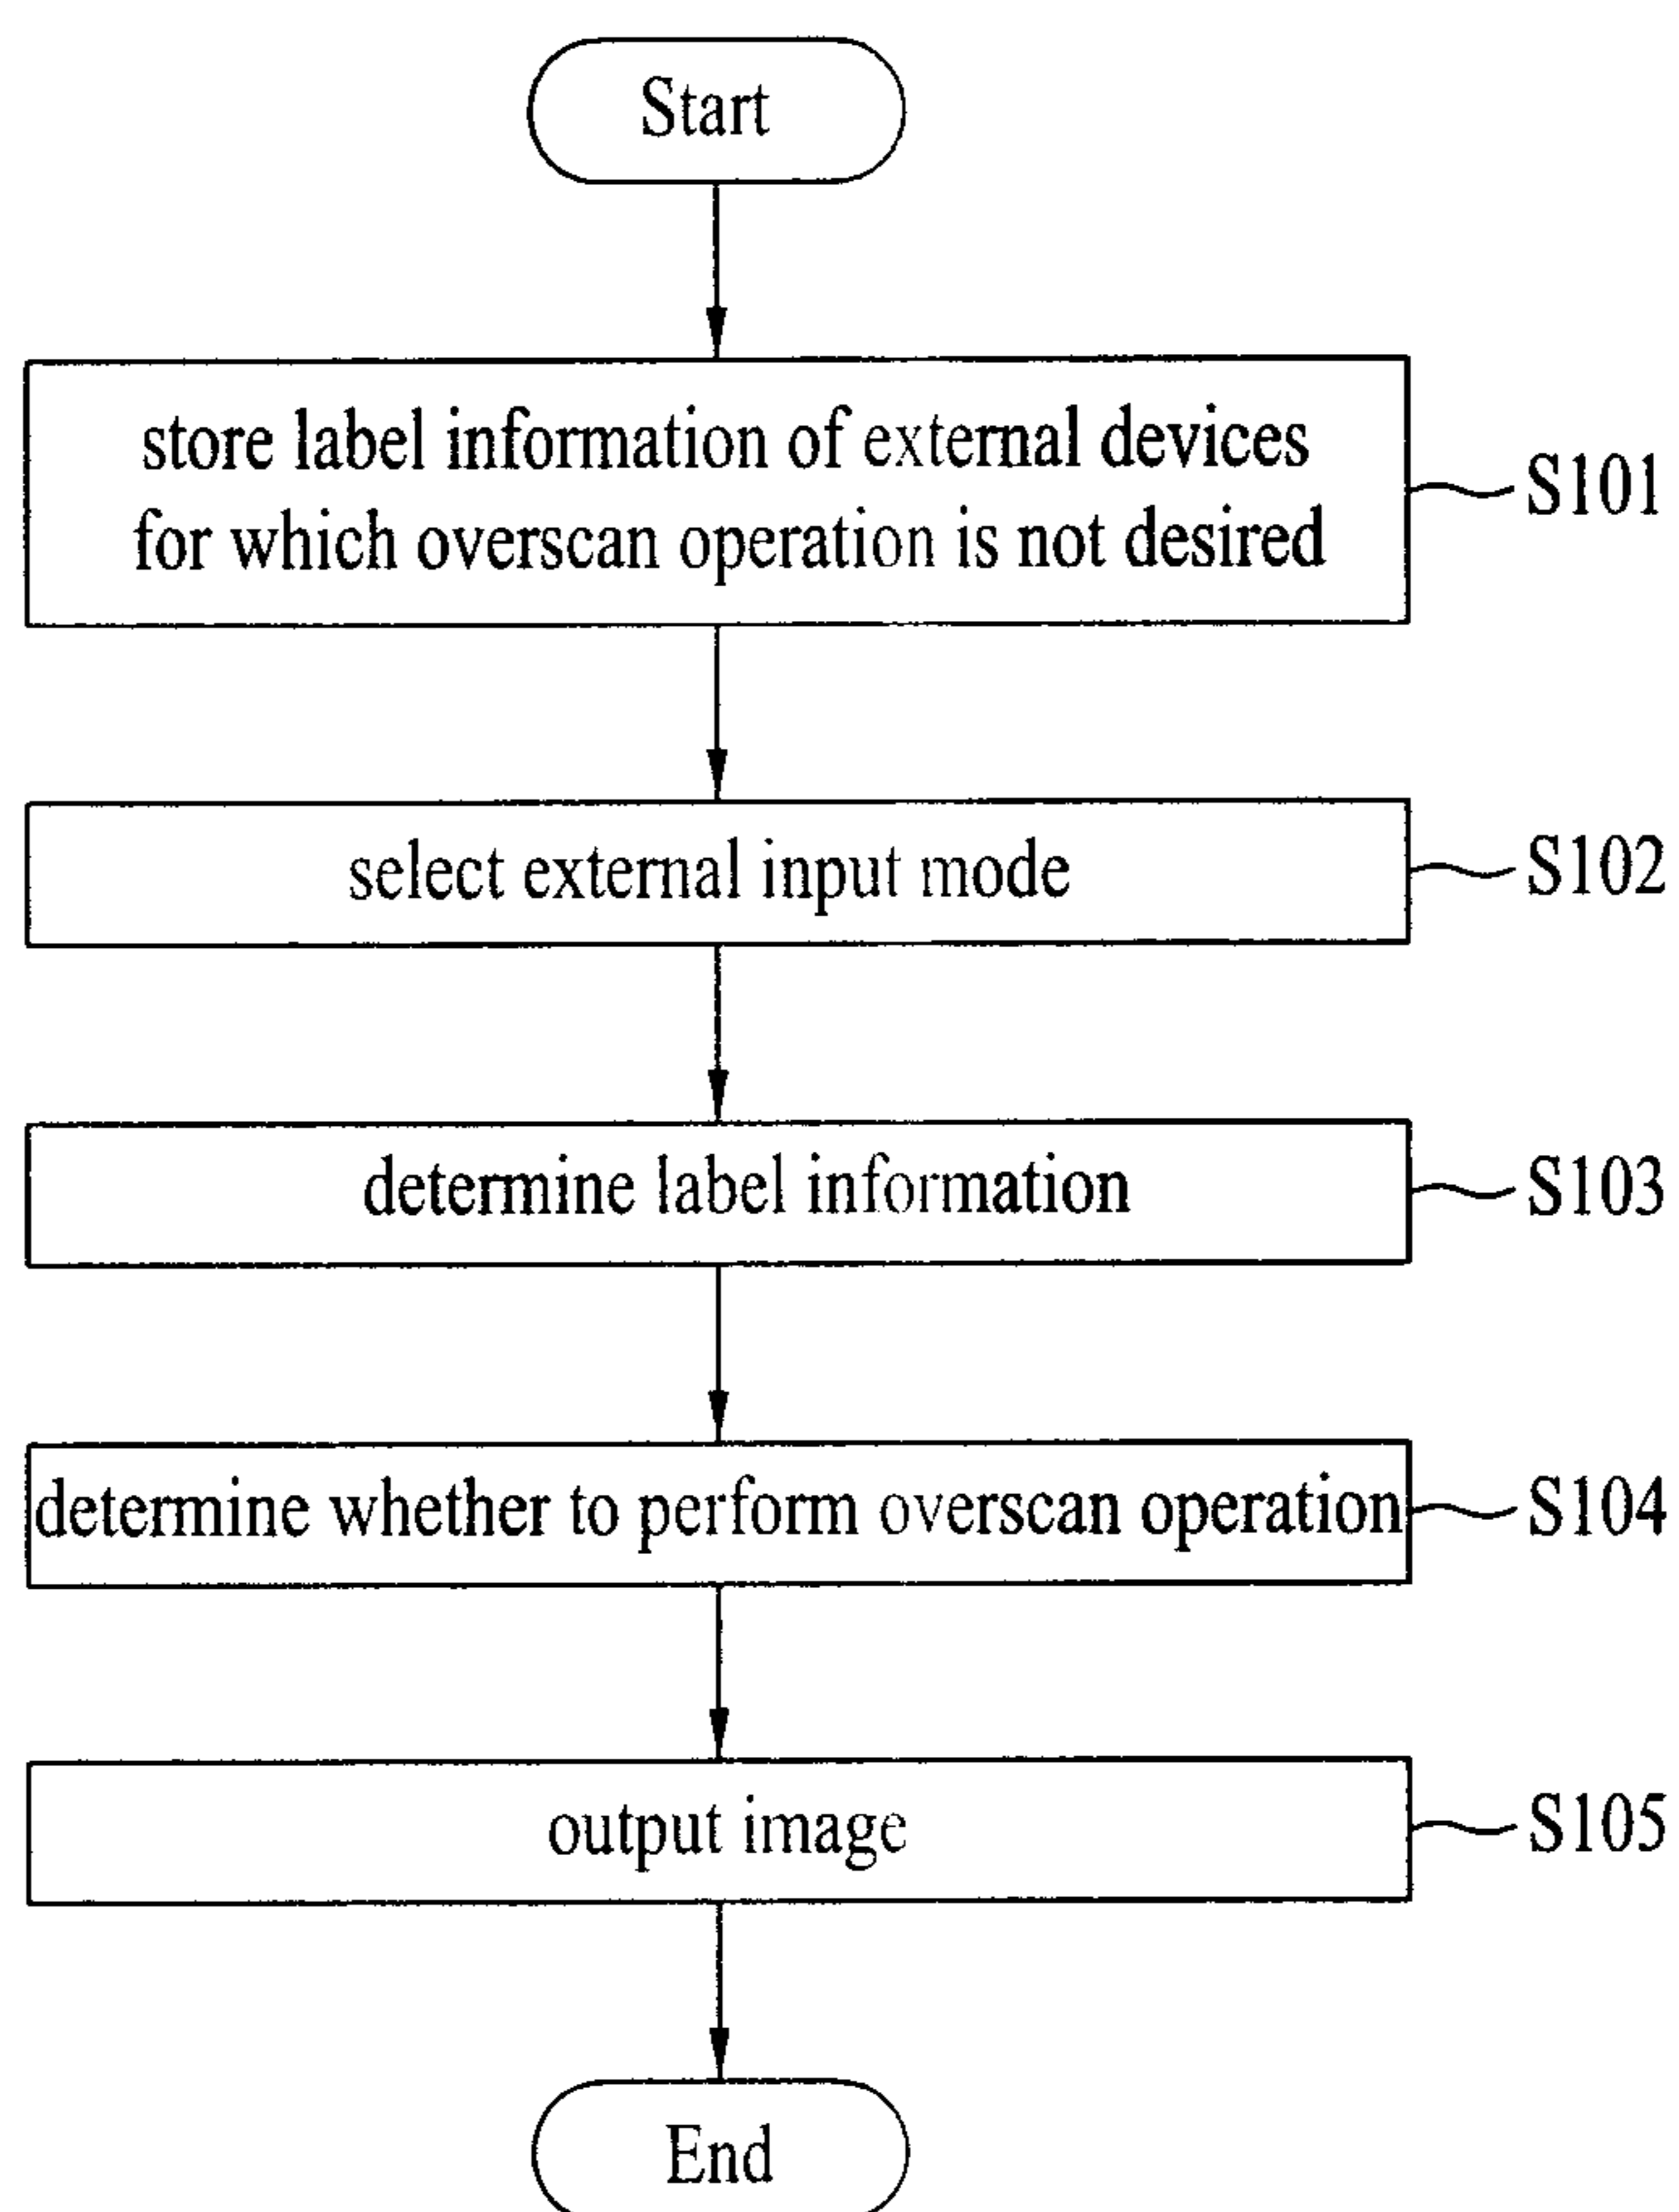 Start
store label information of external devices
for which overscan operation is not desired
S101
select external input mode
S102
determine label information
S103
determine whether to perform overscan operation
S104
output image
S105
End